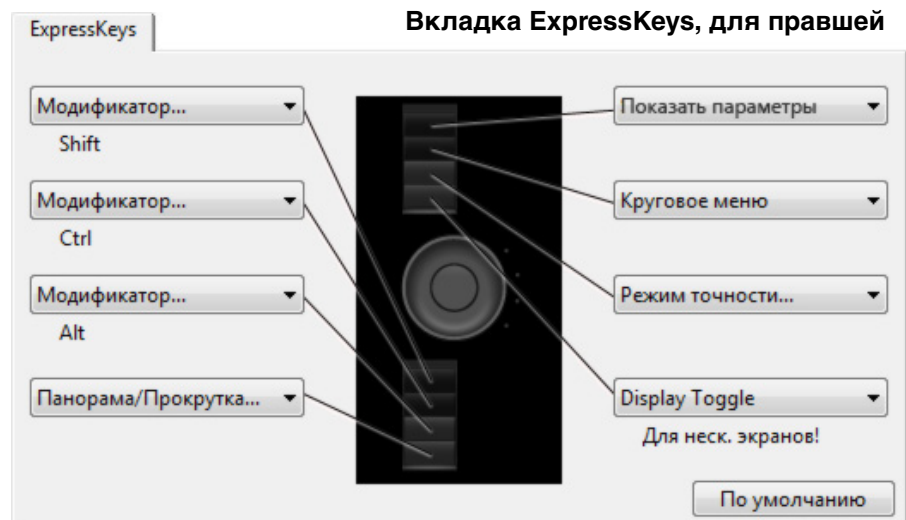 Вкладка ExpressKeys, для правшей
ExpressKeys
Модификатор...
Shift
Модификатор...
Ctrl
Модификатор...
Alt
Панорама/Прокрутка...
Показать параметры
Круговое меню
Режим точности...
Display Toggle
Для неск. экранов!
По умолчанию